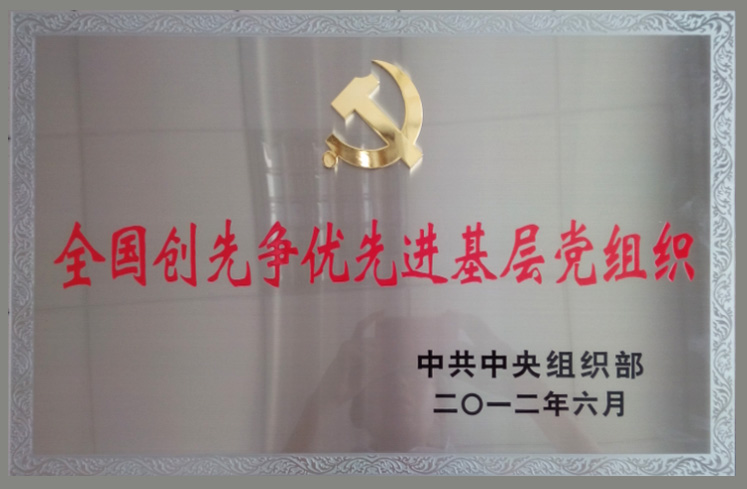 全国创先争优先进基层党组织
中共中央组织部
二〇一二年六月